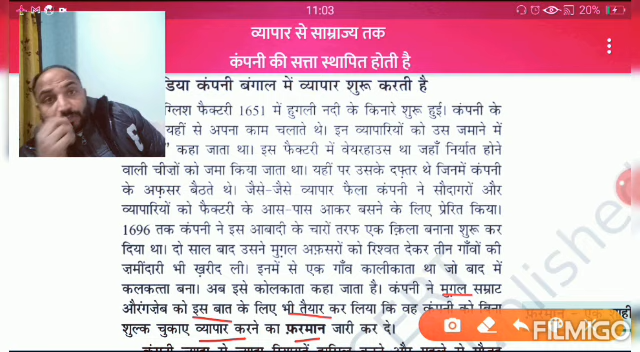 11:03
20%
व्यापार से साम्राज्य तक
कंपनी की सत्ता स्थापित होती है
डिया कंपनी बंगाल में व्यापार शुरू करती है
ग्लिश फैक्टरी 1651 में हुगली नदी के किनारे शुरू हुई। कंपनी के
यहीं से अपना काम चलाते थे। इन व्यापारियों को उस जमाने में
" कहा जाता था। इस फैक्टरी में वेयरहाउस था जहाँ निर्यात होने
वाली चीज़ों को जमा किया जाता था। यहीं पर उसके दफ्तर थे जिनमें कंपनी
के अफ़सर बैठते थे। जैसे-जैसे व्यापार फैला कंपनी ने सौदागरों और
व्यापारियों को फैक्टरी के आस-पास आकर बसने के लिए प्रेरित किया।
1696 तक कंपनी ने इस आबादी के चारों तरफ एक क़िला बनाना शुरू कर
दिया था। दो साल बाद उसने मुग़ल अफ़सरों को रिश्वत देकर तीन गाँवों की
ज़मींदारी भी ख़रीद ली। इनमें से एक गाँव कालीकाता था जो बाद में
कलकत्ता बना। अब इसे कोलकाता कहा जाता है। कंपनी ने मुग़ल सम्राट
औरंगज़ेब को इस बात के लिए भी तैयार कर लिया कि वह कंपनी को बिना
शुल्क चुकाए व्यापार करने का फ़रमान जारी कर दे।
फ़रमान - एक शाही
FILMIGO